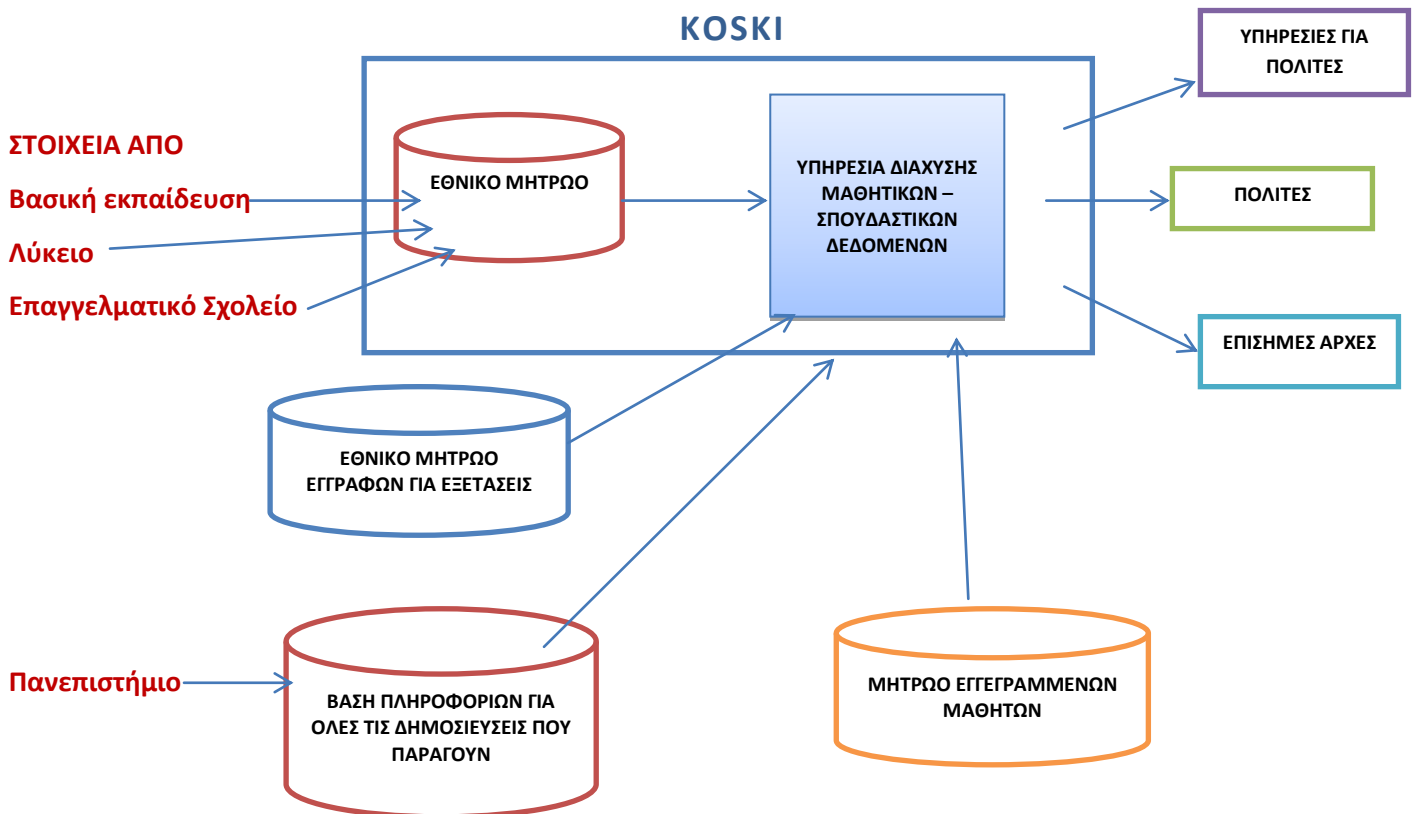 KOSKI
ΥΠΗΡΕΣΙΕΣ ΓΙΑ
ΠΟΛΙΤΕΣ
ΣΤΟΙΧΕΙΑ ΑΠΟ
Βασική εκπαίδευση
Λύκειο
Επαγγελματικό Σχολείο
ΕΘΝΙΚΟ ΜΗΤΡΩΟ
ΥΠΗΡΕΣΙΑ ΔΙΑΧΥΣΗΣ
ΜΑΘΗΤΙΚΩΝ –
ΣΠΟΥΔΑΣΤΙΚΩΝ
ΔΕΔΟΜΕΝΩΝ
ΠΟΛΙΤΕΣ
ΕΠΙΣΗΜΕΣ ΑΡΧΕΣ
ΕΘΝΙΚΟ ΜΗΤΡΩΟ
ΕΓΓΡΑΦΩΝ ΓΙΑ ΕΞΕΤΑΣΕΙΣ
Πανεπιστήμιο
ΒΑΣΗ ΠΛΗΡΟΦΟΡΙΩΝ ΓΙΑ
ΟΛΕΣ ΤΙΣ ΔΗΜΟΣΙΕΥΣΕΙΣ ΠΟΥ
ΠΑΡΑΓΟΥΝ
ΜΗΤΡΩΟ ΕΓΓΕΓΡΑΜΜΕΝΩΝ
ΜΑΘΗΤΩΝ